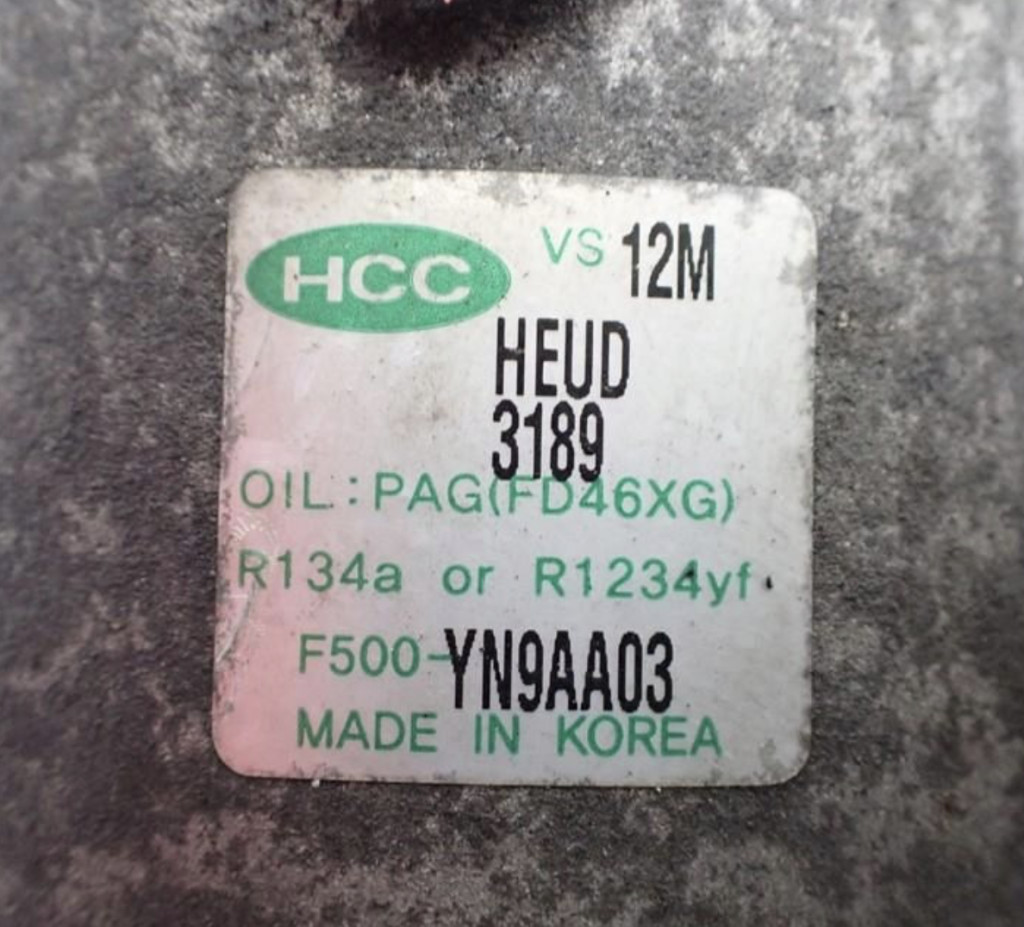 HCC VS 12M
HEUD
3189
OIL : PAG(FD46XG)
R134a or R1234yf
F500-YN9AA03
MADE IN KOREA